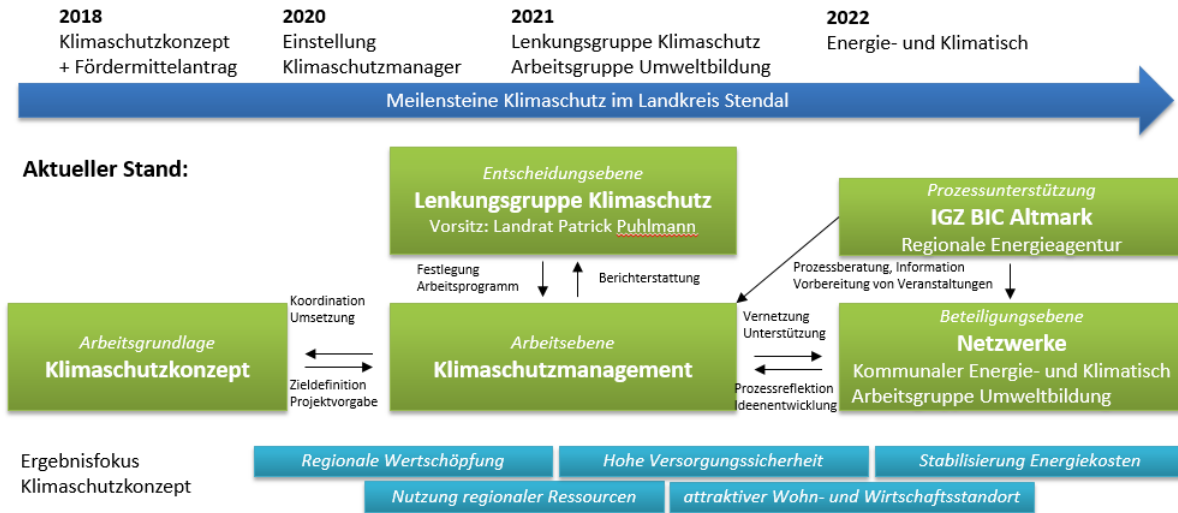 2018
Klimaschutzkonzept
+ Fördermittelantrag
2020
Einstellung
Klimaschutzmanager
2021
Lenkungsgruppe Klimaschutz
Arbeitsgruppe Umweltbildung
2022
Energie- und Klimatisch
Meilensteine Klimaschutz im Landkreis Stendal
Aktueller Stand:
Entscheidungsebene
Lenkungsgruppe Klimaschutz
Vorsitz: Landrat Patrick Puhlmann
Prozessunterstützung
IGZ BIC Altmark
Regionale Energieagentur
Festlegung
Arbeitsprogramm
Berichterstattung
Prozessberatung, Information
Vorbereitung von Veranstaltungen
Koordination
Umsetzung
Vernetzung
Unterstützung
Arbeitsgrundlage
Klimaschutzkonzept
Arbeitsebene
Klimaschutzmanagement
Beteiligungsebene
Netzwerke
Kommunaler Energie- und Klimatisch
Arbeitsgruppe Umweltbildung
Zieldefinition
Projektvorgabe
Prozessreflektion
Ideenentwicklung
Ergebnisfokus
Klimaschutzkonzept
Regionale Wertschöpfung
Hohe Versorgungssicherheit
Stabilisierung Energiekosten
Nutzung regionaler Ressourcen
attraktiver Wohn- und Wirtschaftsstandort